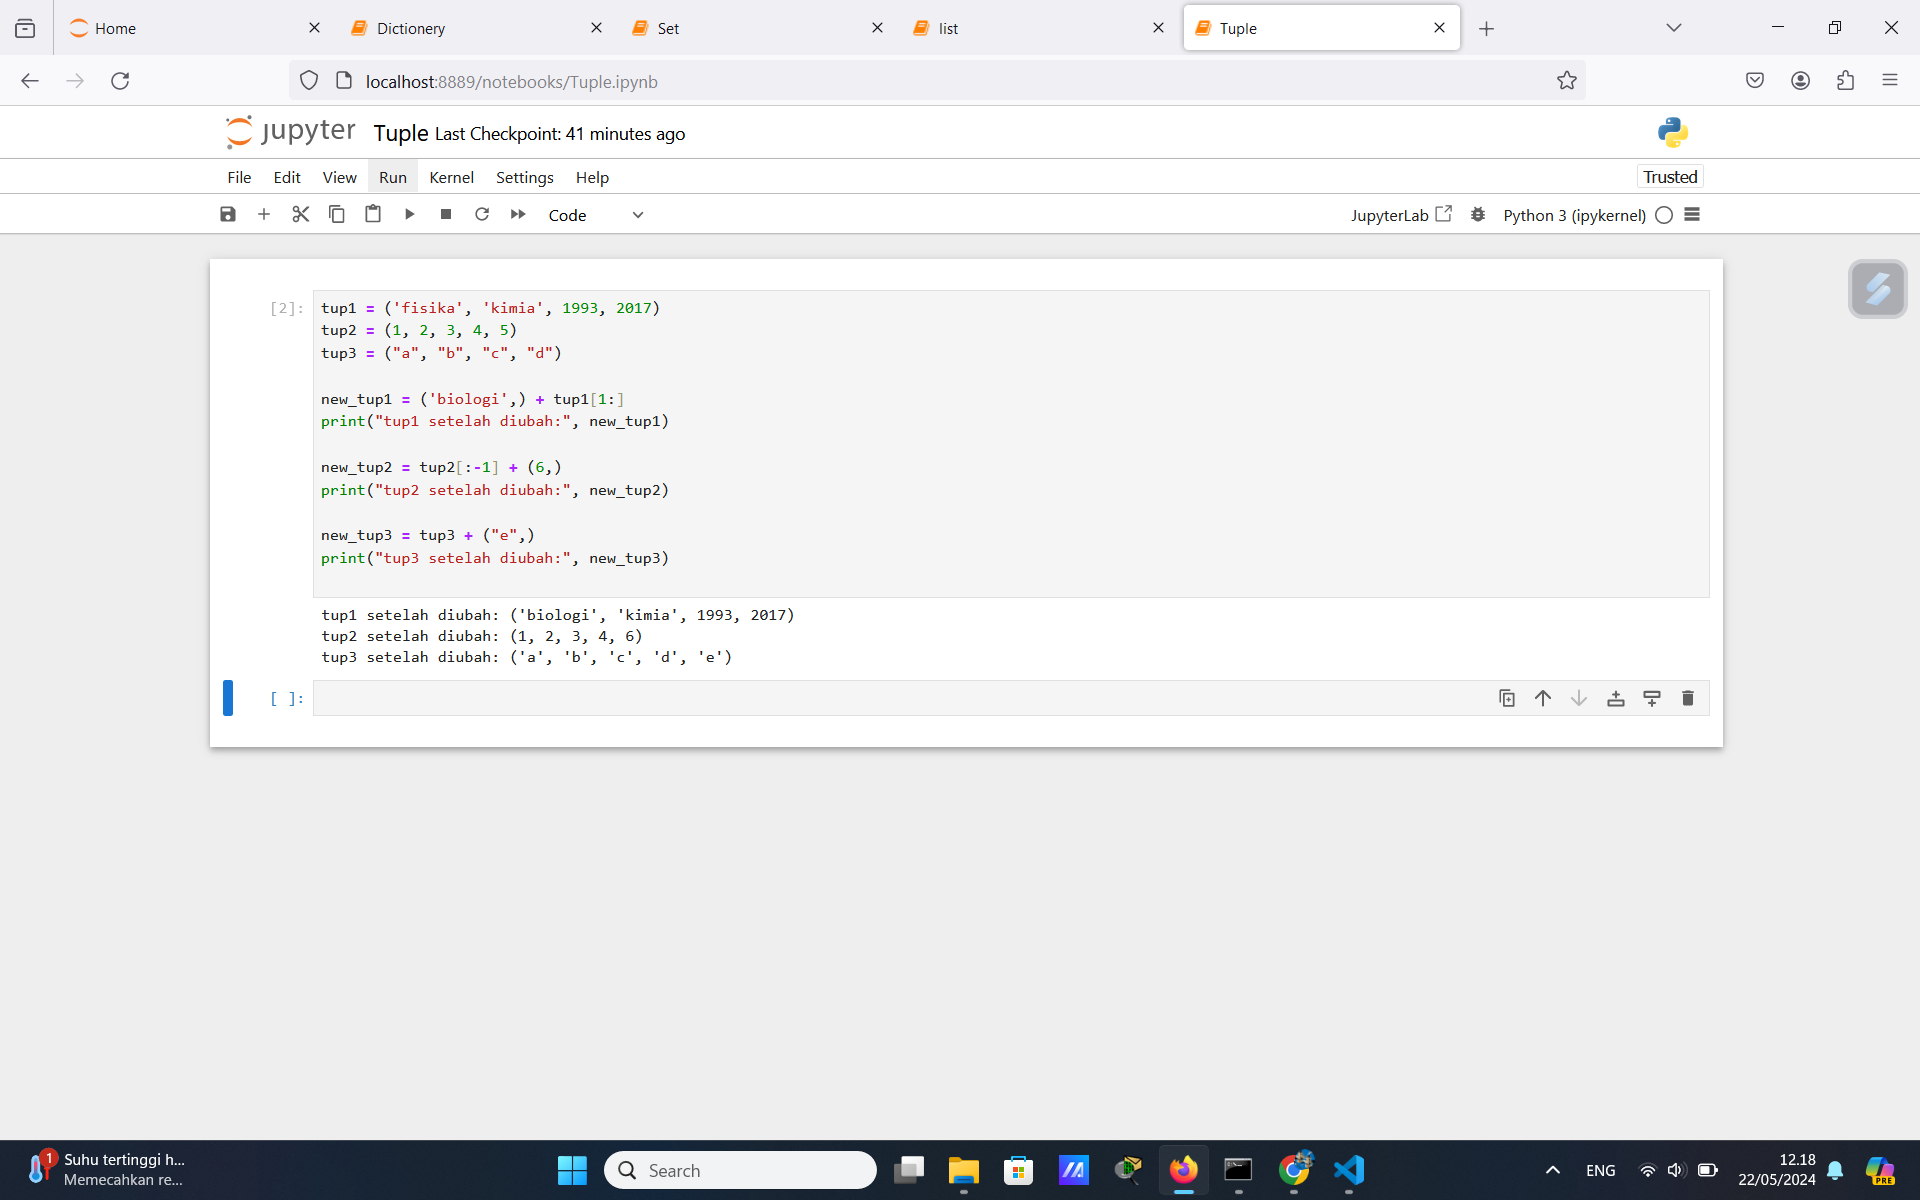 Home
Dictionery
Set
list
Tuple
localhost:8889/notebooks/Tuple.ipynb
jupyter Tuple Last Checkpoint: 41 minutes ago
File Edit View Run Kernel Settings Help
Trusted
Code
JupyterLab
Python 3 (ipykernel)
[2]:
tup1 = ('fisika', 'kimia', 1993, 2017)
tup2 = (1, 2, 3, 4, 5)
tup3 = ("a", "b", "c", "d")
new_tup1 = ('biologi',) + tup1[1:]
print("tup1 setelah diubah:", new_tup1)
new_tup2 = tup2[:-1] + (6,)
print("tup2 setelah diubah:", new_tup2)
new_tup3 = tup3 + ("e",)
print("tup3 setelah diubah:", new_tup3)
tup1 setelah diubah: ('biologi', 'kimia', 1993, 2017)
tup2 setelah diubah: (1, 2, 3, 4, 6)
tup3 setelah diubah: ('a', 'b', 'c', 'd', 'e')
[ ]:
1
Suhu tertinggi h...
Memecahkan re...
Search
ENG
12.18
22/05/2024
PRE